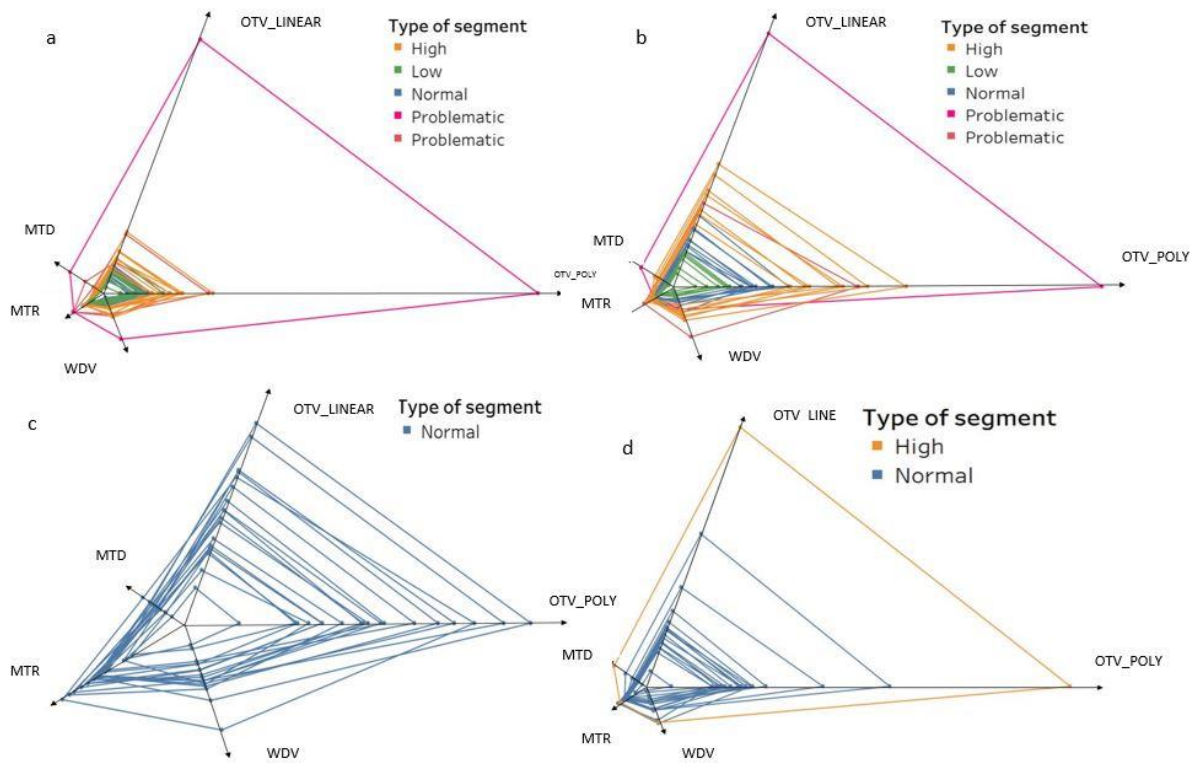 a
OTV_LINEAR
Type of segment
High
Low
Normal
Problematic
Problematic
MTD
MTR
WDV
OTV_POLY
b
OTV_LINEAR
Type of segment
High
Low
Normal
Problematic
Problematic
MTD
MTR
WDV
OTV_POLY
c
OTV_LINEAR
Type of segment
Normal
MTD
MTR
WDV
OTV_POLY
d
OTV LINE
Type of segment
High
Normal
MTD
MTR
WDV
OTV_POLY